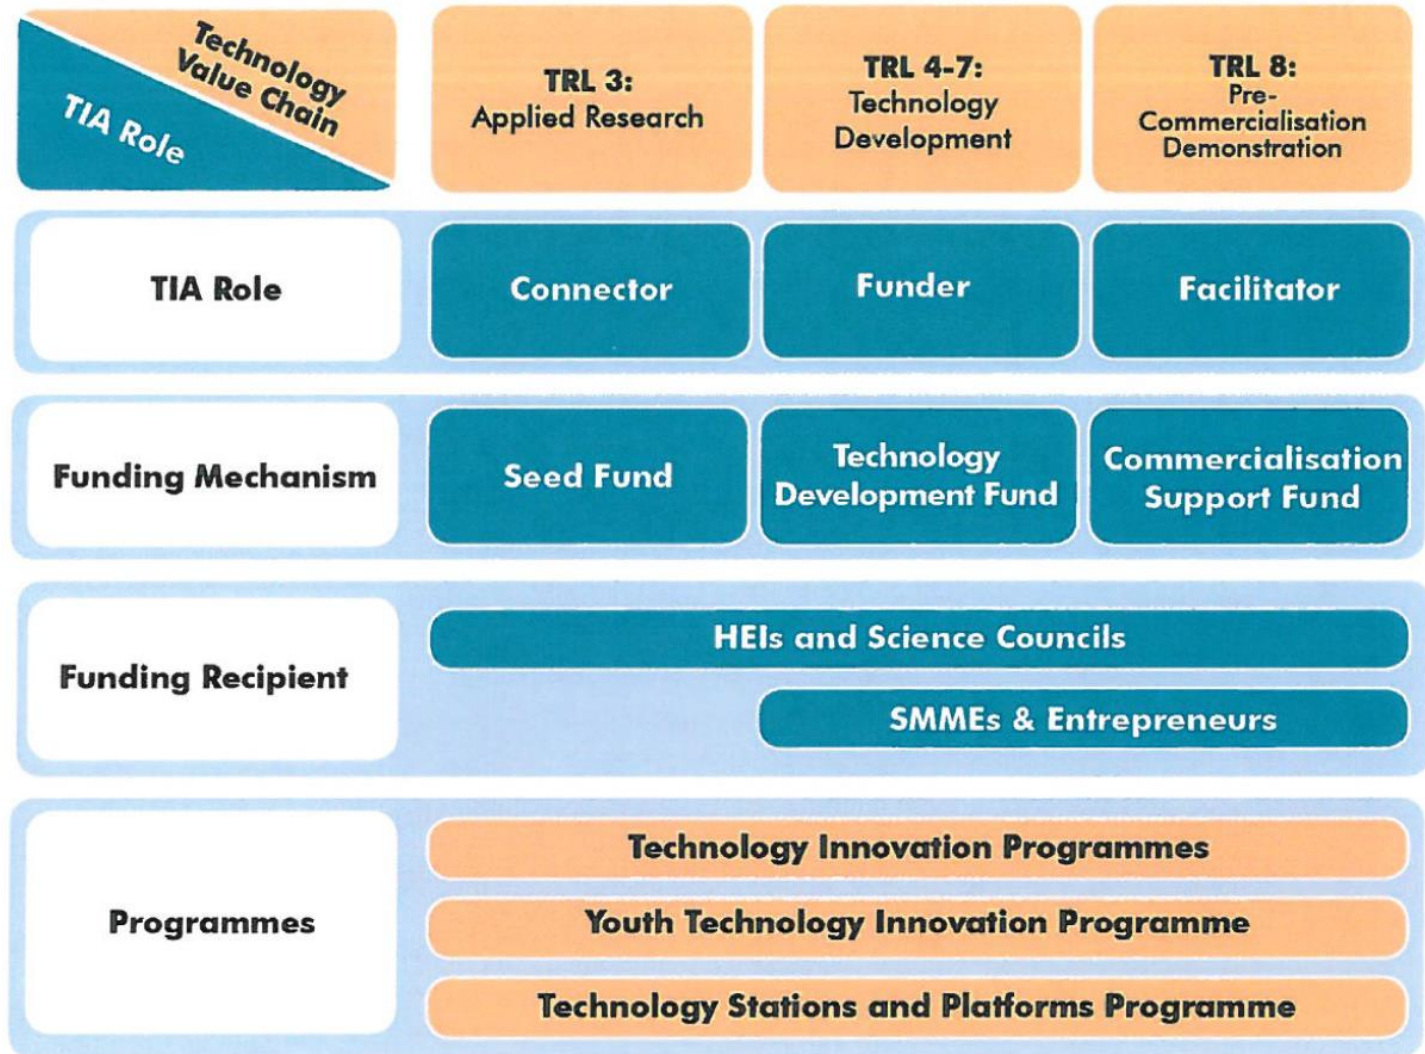 Technology
Value Chain
TIA Role
TRL 3:
Applied Research
TRL 4-7:
Technology
Development
TRL 8:
Pre-
Commercialisation
Demonstration
TIA Role
Connector
Funder
Facilitator
Funding Mechanism
Seed Fund
Technology
Development Fund
Commercialisation
Support Fund
Funding Recipient
HEIs and Science Councils
SMMEs & Entrepreneurs
Programmes
Technology Innovation Programmes
Youth Technology Innovation Programme
Technology Stations and Platforms Programme